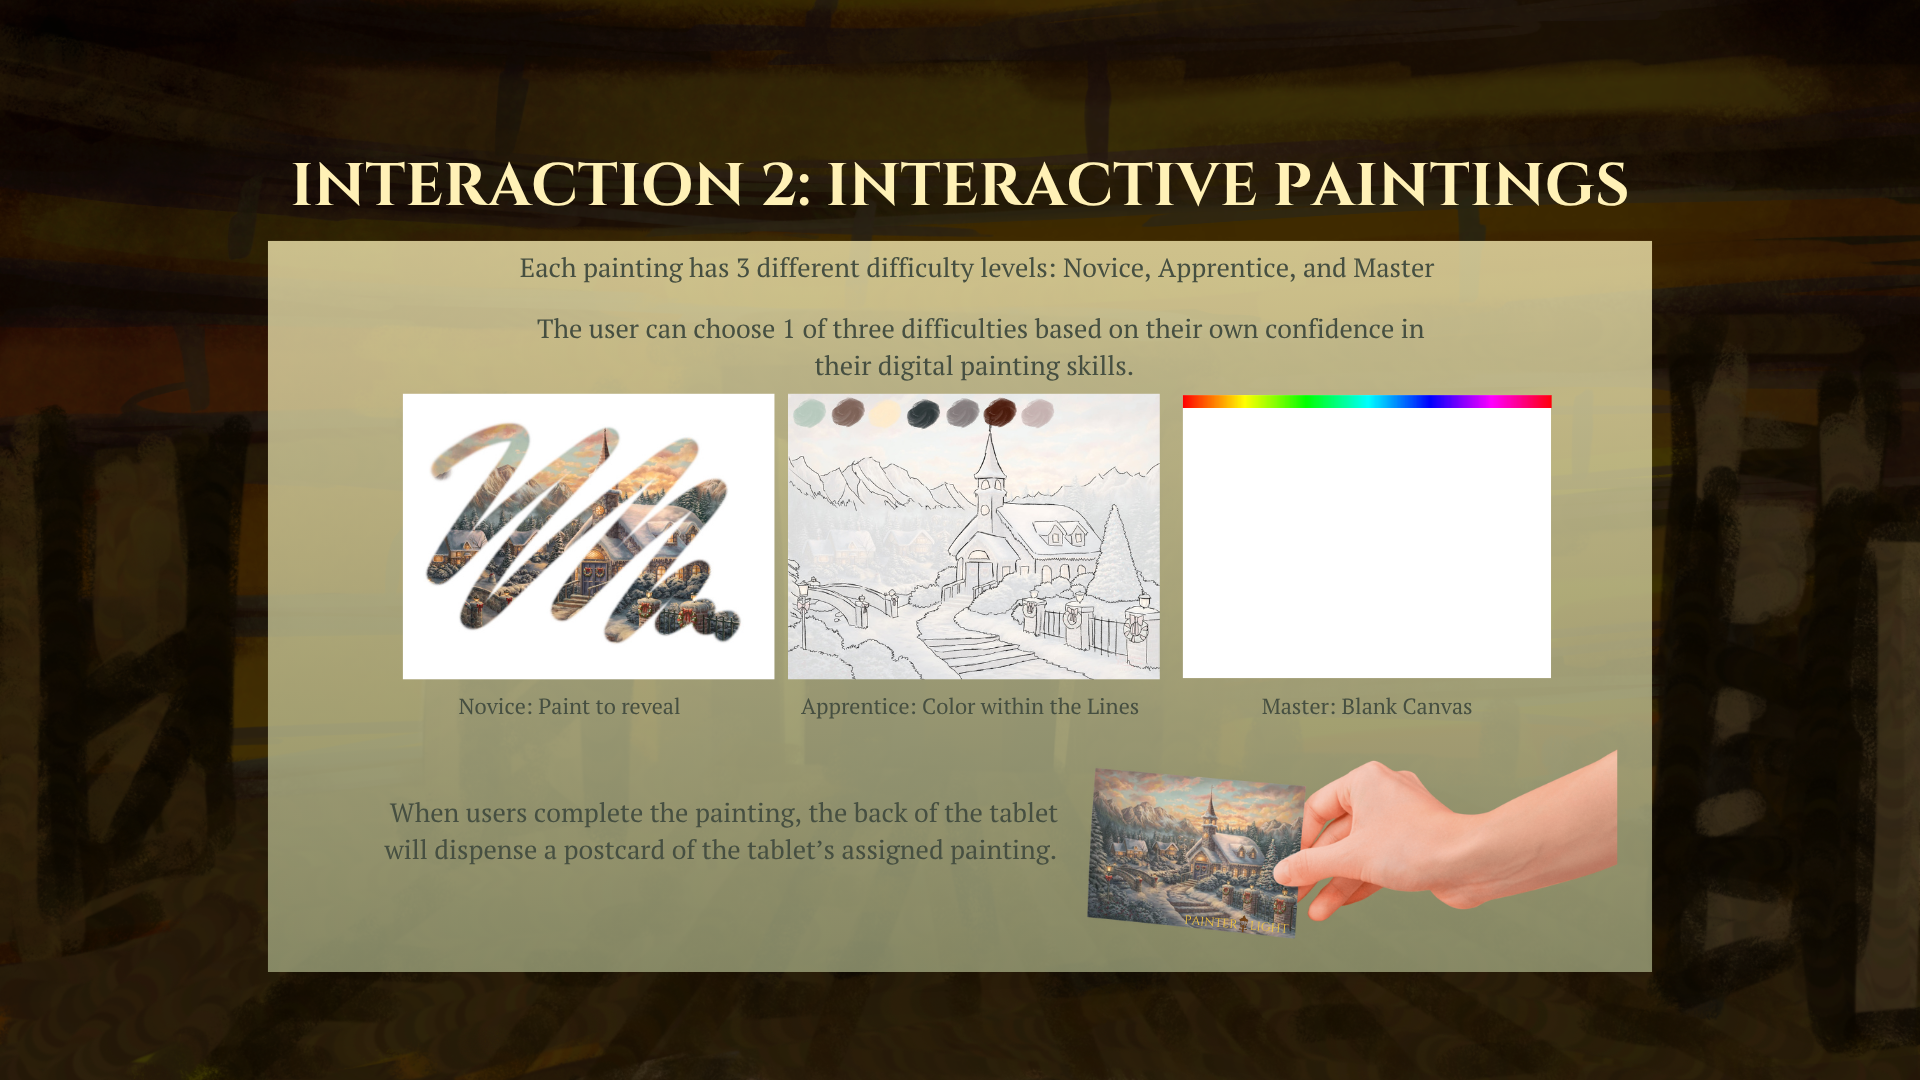 INTERACTION 2: INTERACTIVE PAINTINGS
Each painting has 3 different difficulty levels: Novice, Apprentice, and Master
The user can choose 1 of three difficulties based on their own confidence in
their digital painting skills.
Novice: Paint to reveal
Apprentice: Color within the Lines
Master: Blank Canvas
When users complete the painting, the back of the tablet
will dispense a postcard of the tablet’s assigned painting.
PAINTER LIGHT